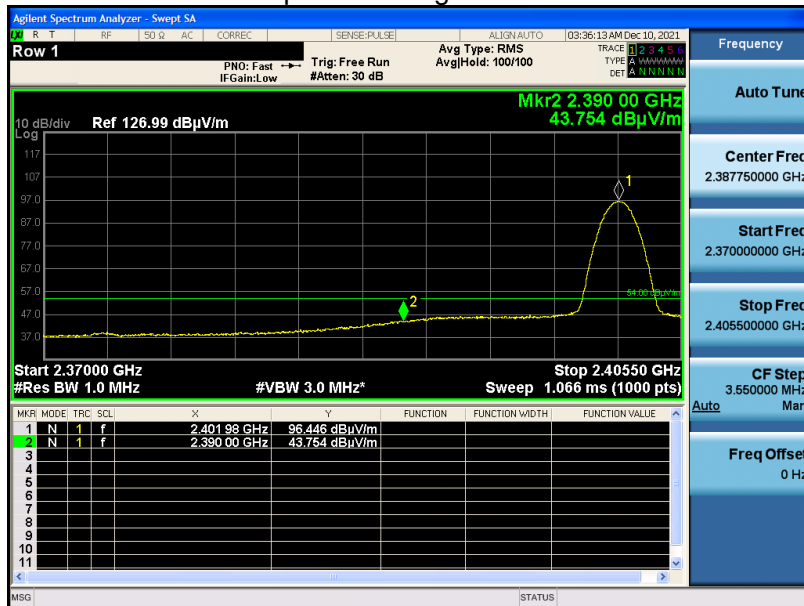 Agilent Spectrum Analyzer - Swept SA
LXI R T RF 50 Ω AC CORREC SENSE:PULSE ALIGN AUTO 03:36:13 AM Dec 10, 2021
Row 1
PNO: Fast
IFGain:Low
Trig: Free Run
#Atten: 30 dB
Avg Type: RMS
Avg|Hold: 100/100
TRACE 1 2 3 4 5 6
TYPE A WWWWW
DET A N N N N N
Mkr2 2.390 00 GHz
43.754 dBµV/m
10 dB/div Ref 126.99 dBµV/m
Log
117
107
97.0
87.0
77.0
67.0
57.0
47.0
37.0
1
2
54.00 dBµV/m
Start 2.37000 GHz Stop 2.40550 GHz
#Res BW 1.0 MHz #VBW 3.0 MHz* Sweep 1.066 ms (1000 pts)
MKR MODE TRC SCL X Y FUNCTION FUNCTION WIDTH FUNCTION VALUE
1 N 1 f 2.401 98 GHz 96.446 dBµV/m
2 N 1 f 2.390 00 GHz 43.754 dBµV/m
3
4
5
6
7
8
9
10
11
MSG STATUS
Frequency
Auto Tune
Center Freq
2.387750000 GHz
Start Freq
2.370000000 GHz
Stop Freq
2.405500000 GHz
CF Step
3.550000 MHz
Auto Man
Freq Offset
0 Hz